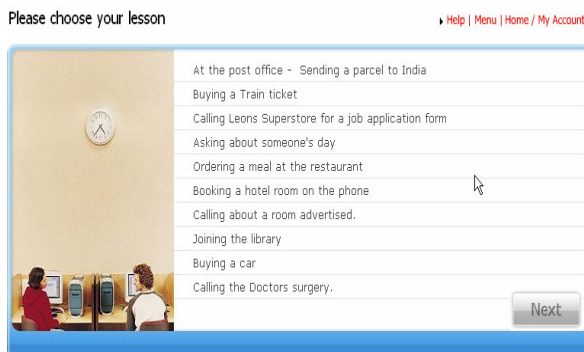 Please choose your lesson
Help | Menu | Home / My Account
At the post office - Sending a parcel to India
Buying a Train ticket
Calling Leons Superstore for a job application form
Asking about someone's day
Ordering a meal at the restaurant
Booking a hotel room on the phone
Calling about a room advertised.
Joining the library
Buying a car
Calling the Doctors surgery.
Next